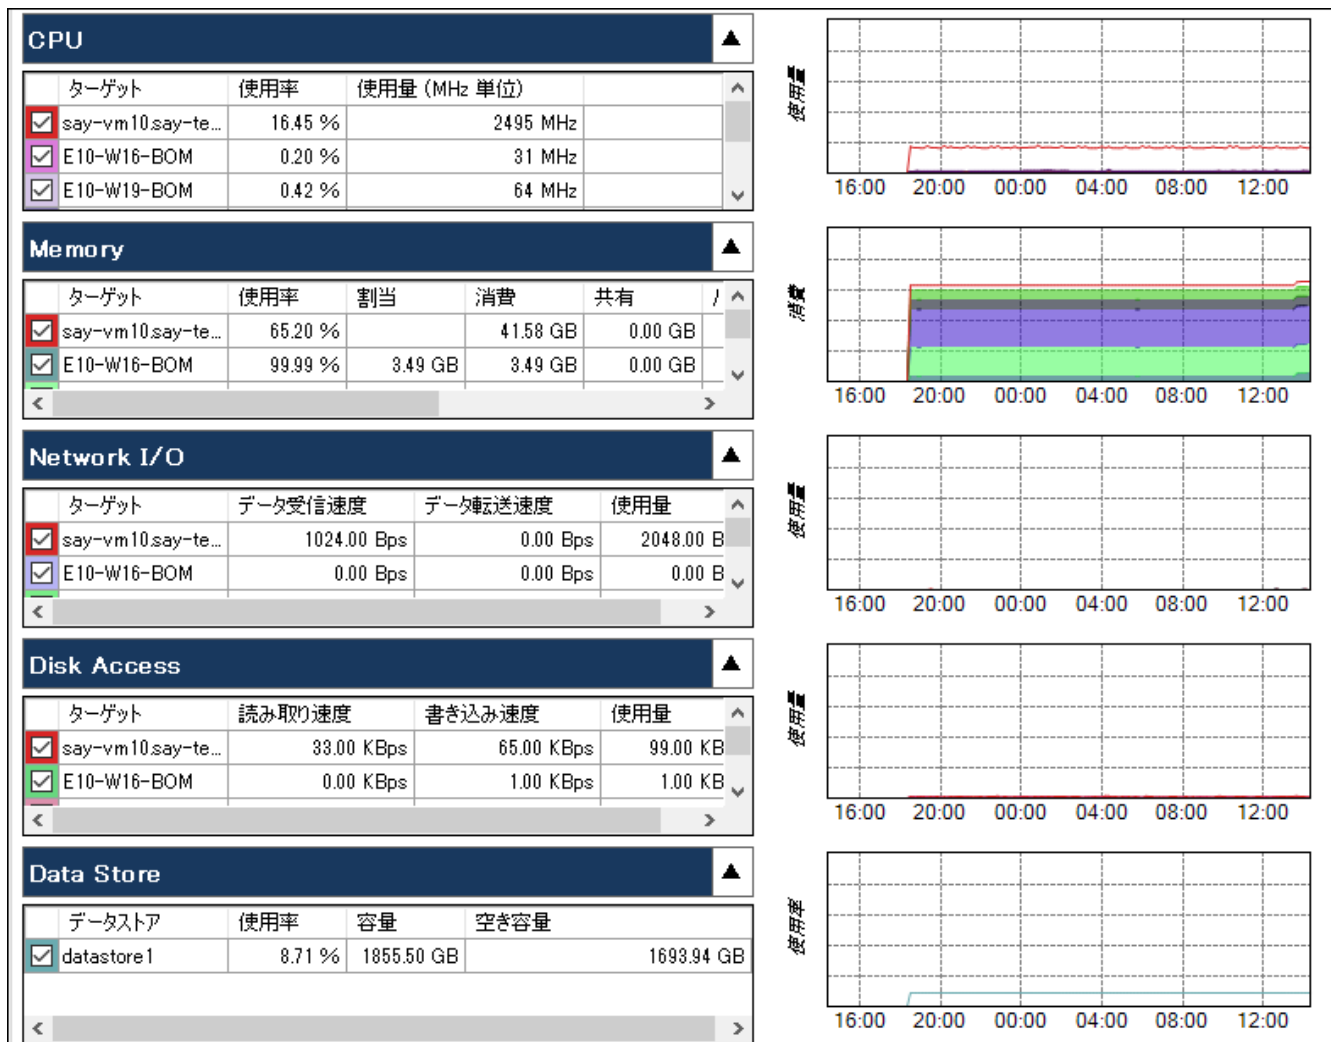 CPU ▲
ターゲット 使用率 使用量 (MHz 単位)
say-vm10.say-te... 16.45 % 2495 MHz
E10-W16-BOM 0.20 % 31 MHz
E10-W19-BOM 0.42 % 64 MHz
使用量
16:00 20:00 00:00 04:00 08:00 12:00
Memory ▲
ターゲット 使用率 割当 消費 共有
say-vm10.say-te... 65.20 % 41.58 GB 0.00 GB
E10-W16-BOM 99.99 % 3.49 GB 3.49 GB 0.00 GB
消費
16:00 20:00 00:00 04:00 08:00 12:00
Network I/O ▲
ターゲット データ受信速度 データ転送速度 使用量
say-vm10.say-te... 1024.00 Bps 0.00 Bps 2048.00 B
E10-W16-BOM 0.00 Bps 0.00 Bps 0.00 B
使用量
16:00 20:00 00:00 04:00 08:00 12:00
Disk Access ▲
ターゲット 読み取り速度 書き込み速度 使用量
say-vm10.say-te... 33.00 KBps 65.00 KBps 99.00 KB
E10-W16-BOM 0.00 KBps 1.00 KBps 1.00 KB
使用量
16:00 20:00 00:00 04:00 08:00 12:00
Data Store ▲
データストア 使用率 容量 空き容量
datastore1 8.71 % 1855.50 GB 1693.94 GB
使用率
16:00 20:00 00:00 04:00 08:00 12:00